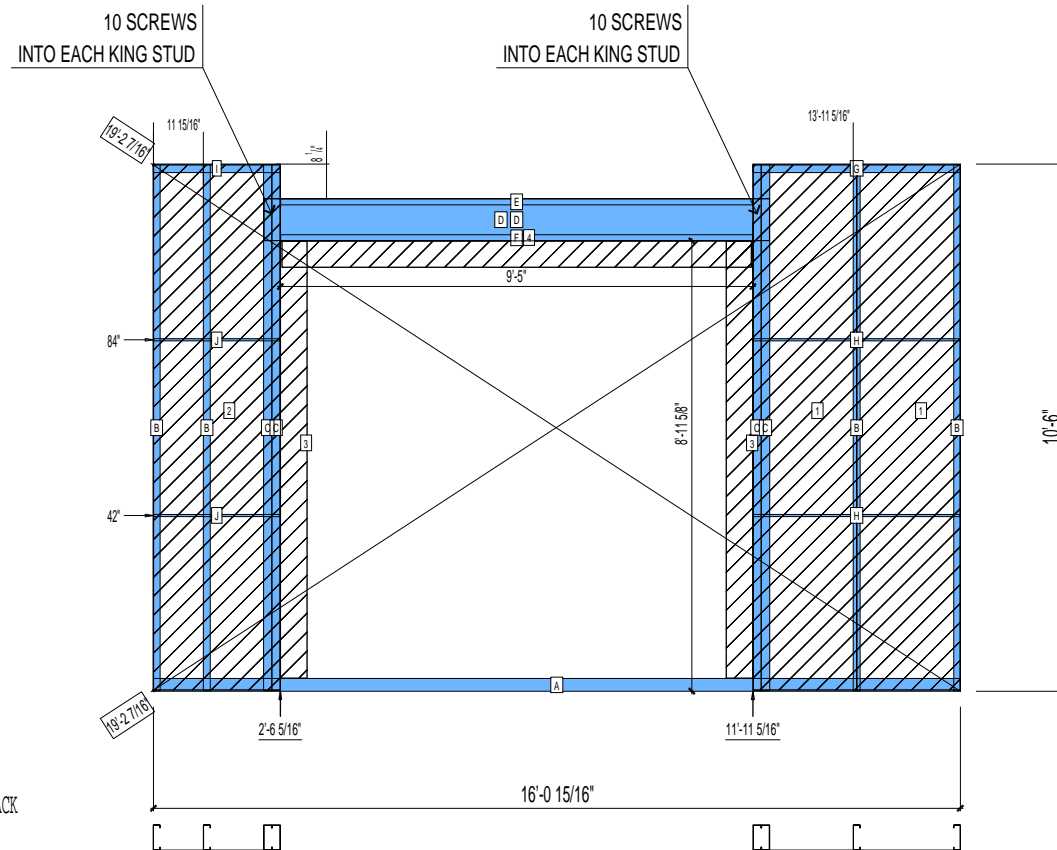 10 SCREWS
INTO EACH KING STUD
10 SCREWS
INTO EACH KING STUD
19'-2 7/16"
11 15/16"
8 1/4"
13'-11 5/16"
I
G
E
D D
F 4
9'-5"
84"
J
H
2
1
1
B
B
C C
3
8'-11 5/8"
3
C C
B
B
10'-6"
42"
J
H
A
19'-2 7/16"
2'-6 5/16"
11'-11 5/16"
16'-0 15/16"
ACK